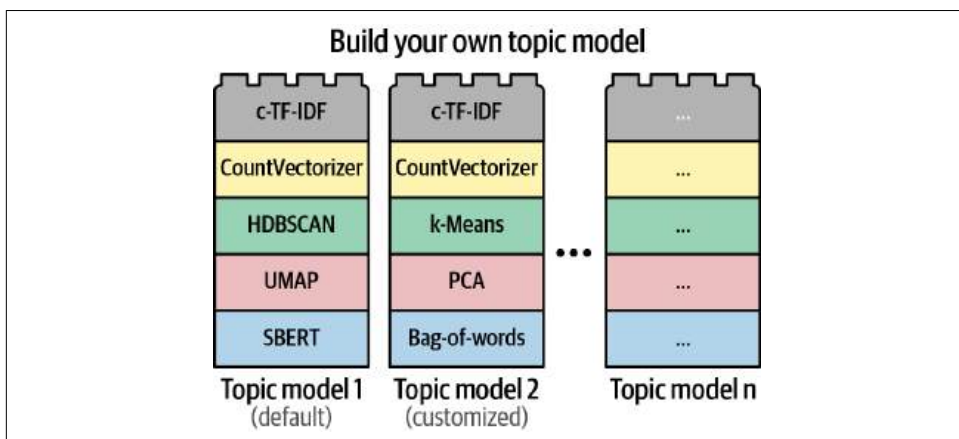 Build your own topic model
c-TF-IDF
CountVectorizer
HDBSCAN
UMAP
SBERT
Topic model 1
(default)
c-TF-IDF
CountVectorizer
k-Means
PCA
Bag-of-words
Topic model 2
(customized)
...
...
...
...
...
...
Topic model n